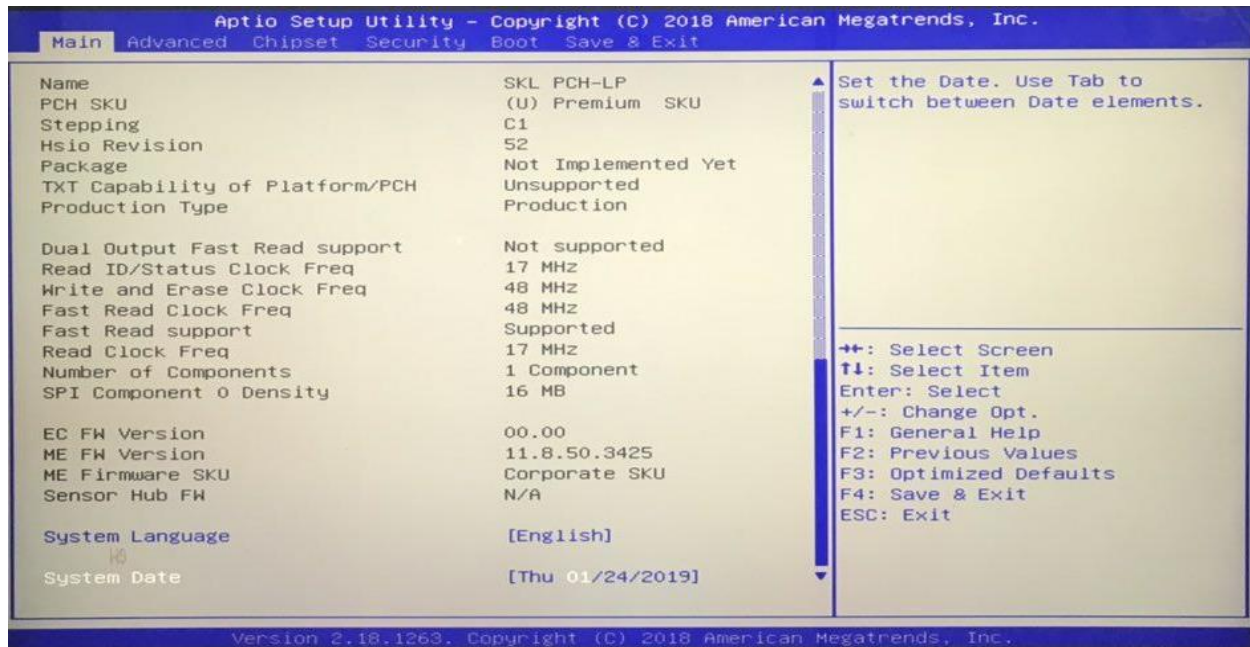 Aptio Setup Utility – Copyright (C) 2018 American Megatrends, Inc.
Main Advanced Chipset Security Boot Save & Exit
Name SKL PCH-LP
PCH SKU (U) Premium SKU
Stepping C1
Hsio Revision 52
Package Not Implemented Yet
TXT Capability of Platform/PCH Unsupported
Production Type Production
Dual Output Fast Read support Not supported
Read ID/Status Clock Freq 17 MHz
Write and Erase Clock Freq 48 MHz
Fast Read Clock Freq 48 MHz
Fast Read support Supported
Read Clock Freq 17 MHz
Number of Components 1 Component
SPI Component 0 Density 16 MB
EC FW Version 00.00
ME FW Version 11.8.50.3425
ME Firmware SKU Corporate SKU
Sensor Hub FW N/A
System Language [English]
System Date [Thu 01/24/2019]
Set the Date. Use Tab to
switch between Date elements.
→←: Select Screen
↑↓: Select Item
Enter: Select
+/-: Change Opt.
F1: General Help
F2: Previous Values
F3: Optimized Defaults
F4: Save & Exit
ESC: Exit
Version 2.18.1263. Copyright (C) 2018 American Megatrends, Inc.